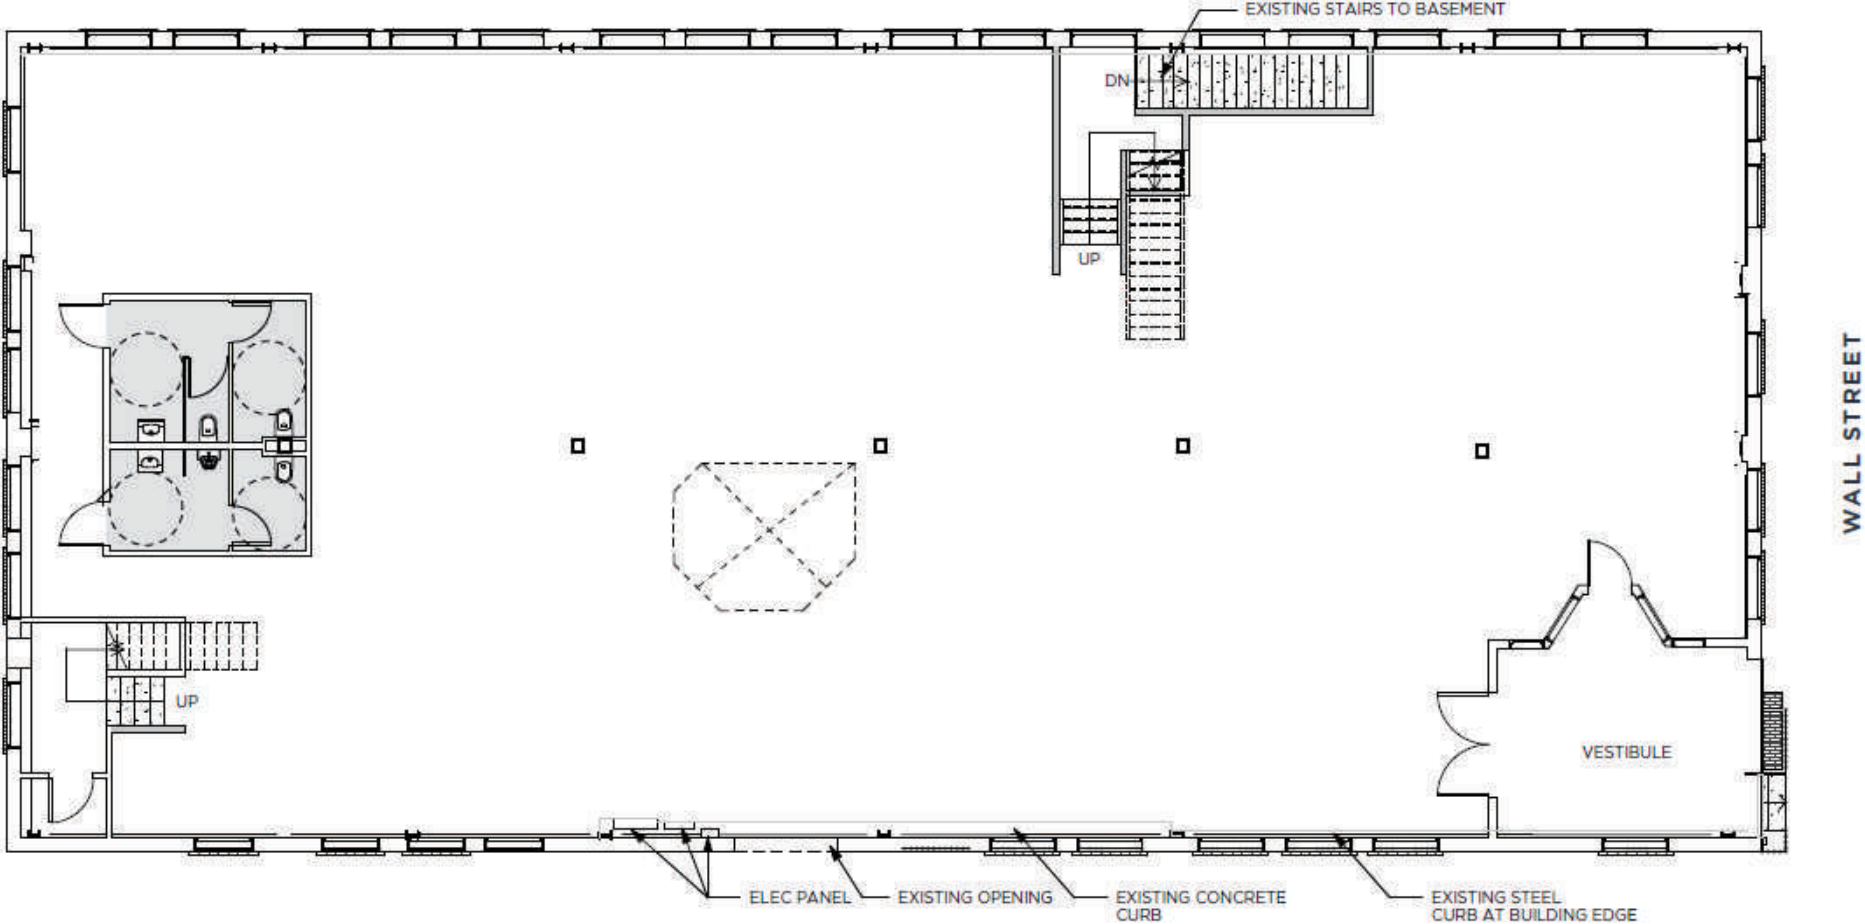 EXISTING STAIRS TO BASEMENT
DN
UP
WALL STREET
UP
VESTIBULE
ELEC PANEL
EXISTING OPENING
EXISTING CONCRETE
CURB
EXISTING STEEL
CURB AT BUILDING EDGE